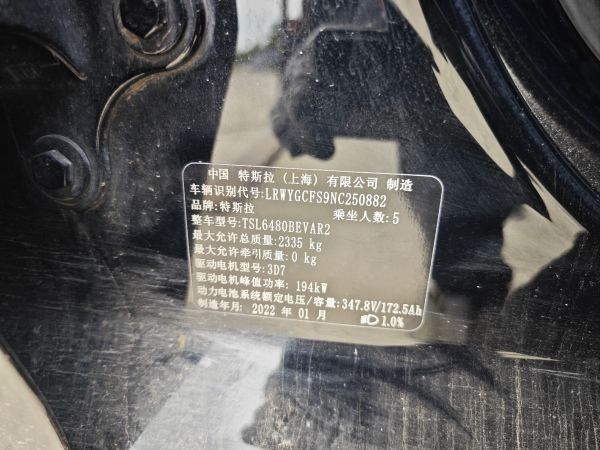 中国 特斯拉（上海）有限公司 制造
车辆识别代号:LRWYGCFS9NC250882
品牌:特斯拉 乘坐人数:5
整车型号:TSL6480BEVAR2
最大允许总质量:2335 kg
最大允许牵引质量:0 kg
驱动电机型号:3D7
驱动电机峰值功率: 194kW
动力电池系统额定电压/容量:347.8V/172.5Ah
制造年月: 2022 年 01 月 1.0%